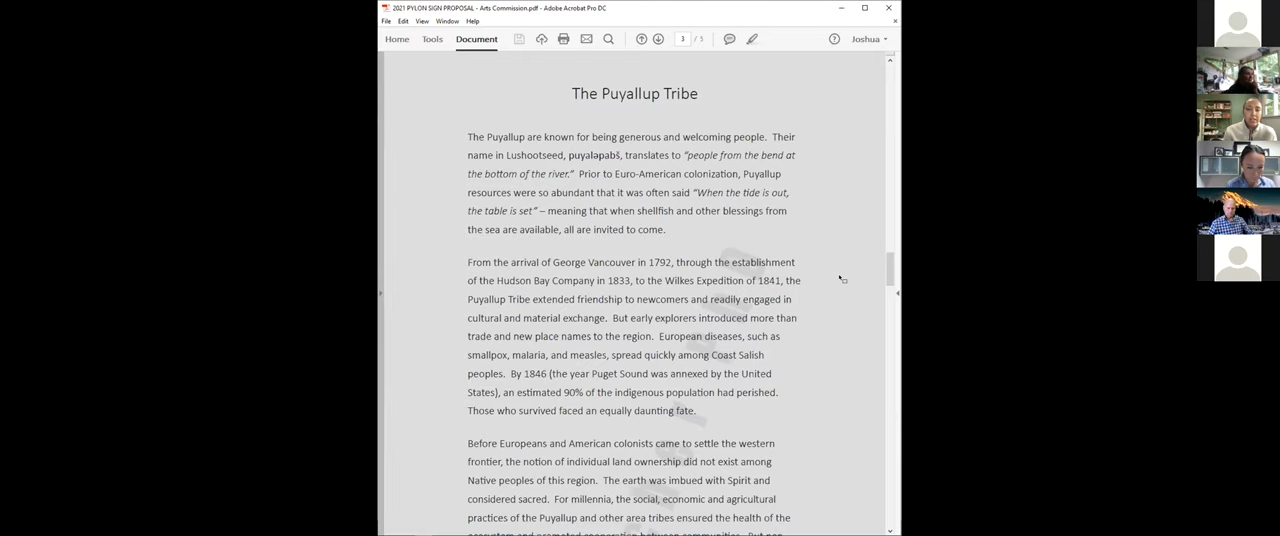 2021 PYLON SIGN PROPOSAL - Arts Commission.pdf - Adobe Acrobat Pro DC
File Edit View Window Help
Home Tools Document 3 / 5 Joshua
The Puyallup Tribe
The Puyallup are known for being generous and welcoming people. Their
name in Lushootseed, puyaləpabš, translates to “people from the bend at
the bottom of the river.” Prior to Euro-American colonization, Puyallup
resources were so abundant that it was often said “When the tide is out,
the table is set” – meaning that when shellfish and other blessings from
the sea are available, all are invited to come.
From the arrival of George Vancouver in 1792, through the establishment
of the Hudson Bay Company in 1833, to the Wilkes Expedition of 1841, the
Puyallup Tribe extended friendship to newcomers and readily engaged in
cultural and material exchange. But early explorers introduced more than
trade and new place names to the region. European diseases, such as
smallpox, malaria, and measles, spread quickly among Coast Salish
peoples. By 1846 (the year Puget Sound was annexed by the United
States), an estimated 90% of the indigenous population had perished.
Those who survived faced an equally daunting fate.
Before Europeans and American colonists came to settle the western
frontier, the notion of individual land ownership did not exist among
Native peoples of this region. The earth was imbued with Spirit and
considered sacred. For millennia, the social, economic and agricultural
practices of the Puyallup and other area tribes ensured the health of the